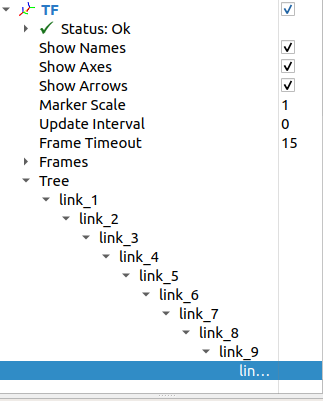 TF
Status: Ok
Show Names
Show Axes
Show Arrows
Marker Scale 1
Update Interval 0
Frame Timeout 15
Frames
Tree
link_1
link_2
link_3
link_4
link_5
link_6
link_7
link_8
link_9
lin...